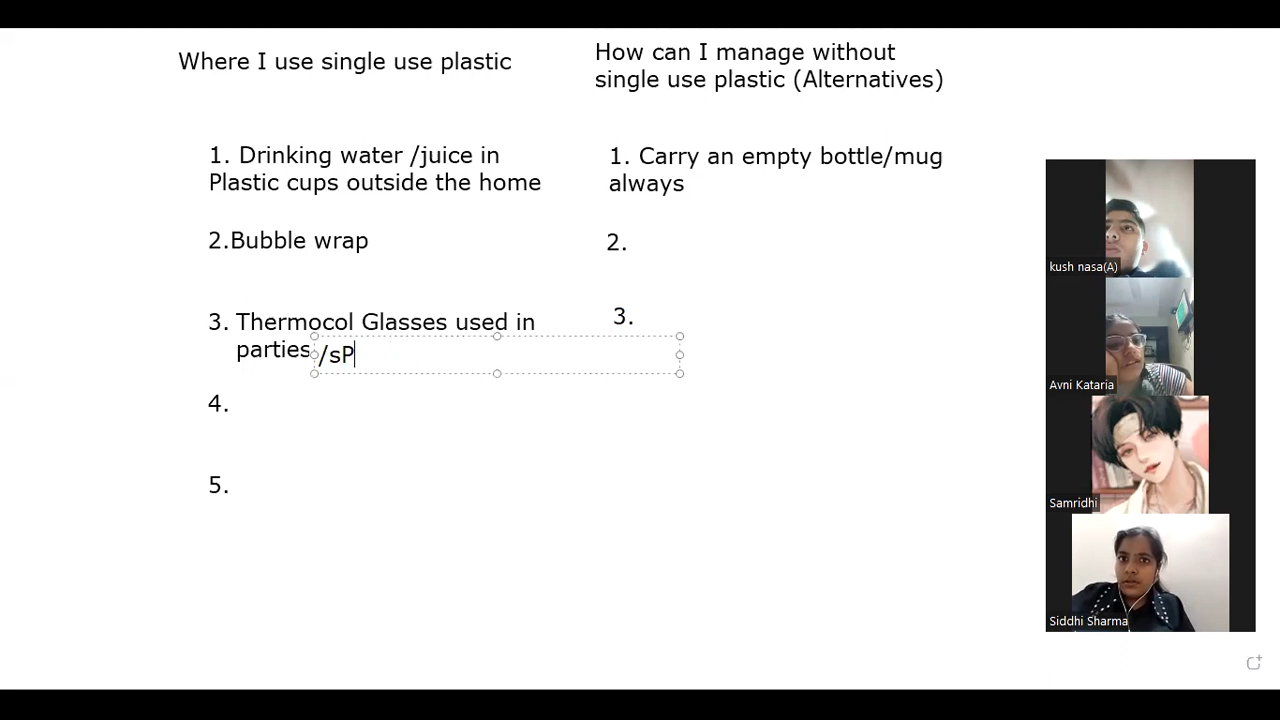 Where I use single use plastic
How can I manage without
single use plastic (Alternatives)
1. Drinking water /juice in
Plastic cups outside the home
1. Carry an empty bottle/mug
always
2.Bubble wrap
2.
3. Thermocol Glasses used in
parties /sP
3.
4.
5.
kush nasa(A)
Avni Kataria
Samridhi
Siddhi Sharma